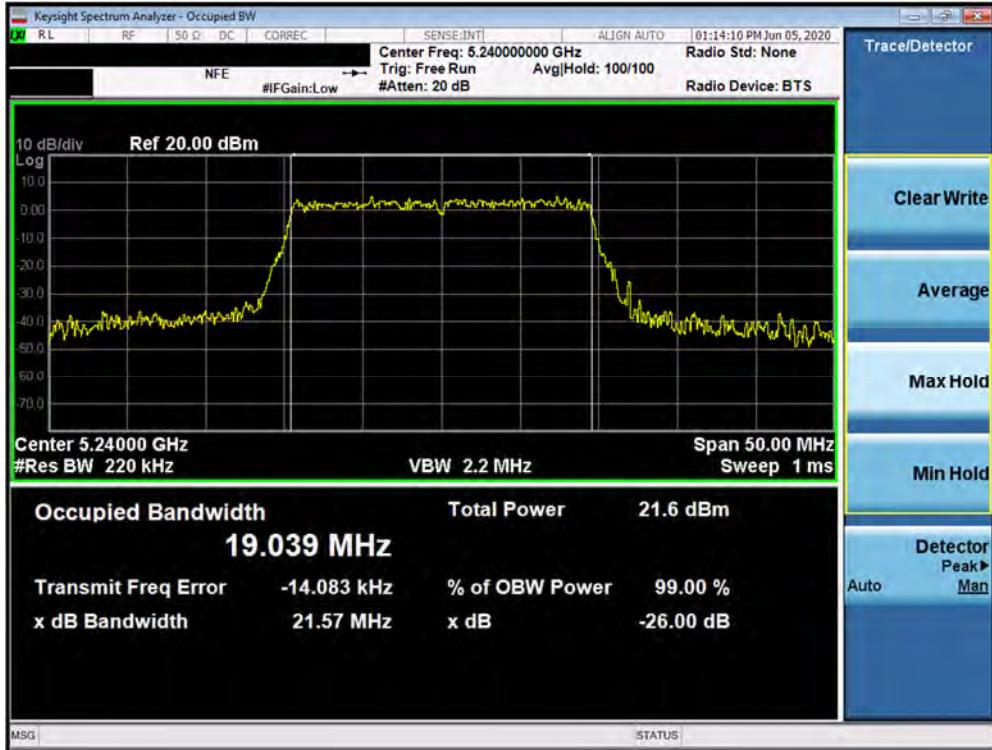 Keysight Spectrum Analyzer - Occupied BW
LXI RL RF 50 Ω DC CORREC SENSE:INT ALIGN AUTO 01:14:10 PM Jun 05, 2020
Center Freq: 5.240000000 GHz Radio Std: None
NFE Trig: Free Run Avg|Hold: 100/100
#IFGain:Low #Atten: 20 dB Radio Device: BTS
Trace/Detector
10 dB/div Ref 20.00 dBm
Log
10.0
0.00
-10.0
-20.0
-30.0
-40.0
-50.0
-60.0
-70.0
Center 5.24000 GHz Span 50.00 MHz
#Res BW 220 kHz VBW 2.2 MHz Sweep 1 ms
Occupied Bandwidth Total Power 21.6 dBm
19.039 MHz
Transmit Freq Error -14.083 kHz % of OBW Power 99.00 %
x dB Bandwidth 21.57 MHz x dB -26.00 dB
Clear Write
Average
Max Hold
Min Hold
Detector
Peak▶
Auto Man
MSG STATUS